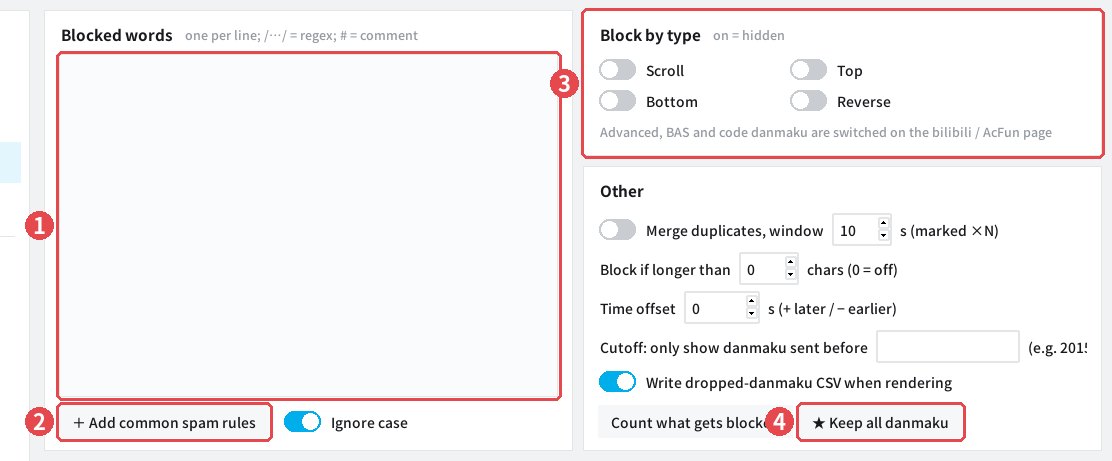 Blocked words one per line; /···/ = regex; # = comment
1
2
+ Add common spam rules
Ignore case
3
Block by type on = hidden
Scroll Top
Bottom Reverse
Advanced, BAS and code danmaku are switched on the bilibili / AcFun page
Other
Merge duplicates, window 10 s (marked ×N)
Block if longer than 0 chars (0 = off)
Time offset 0 s (+ later / − earlier)
Cutoff: only show danmaku sent before (e.g. 2015
Write dropped-danmaku CSV when rendering
Count what gets blocke
4
★ Keep all danmaku